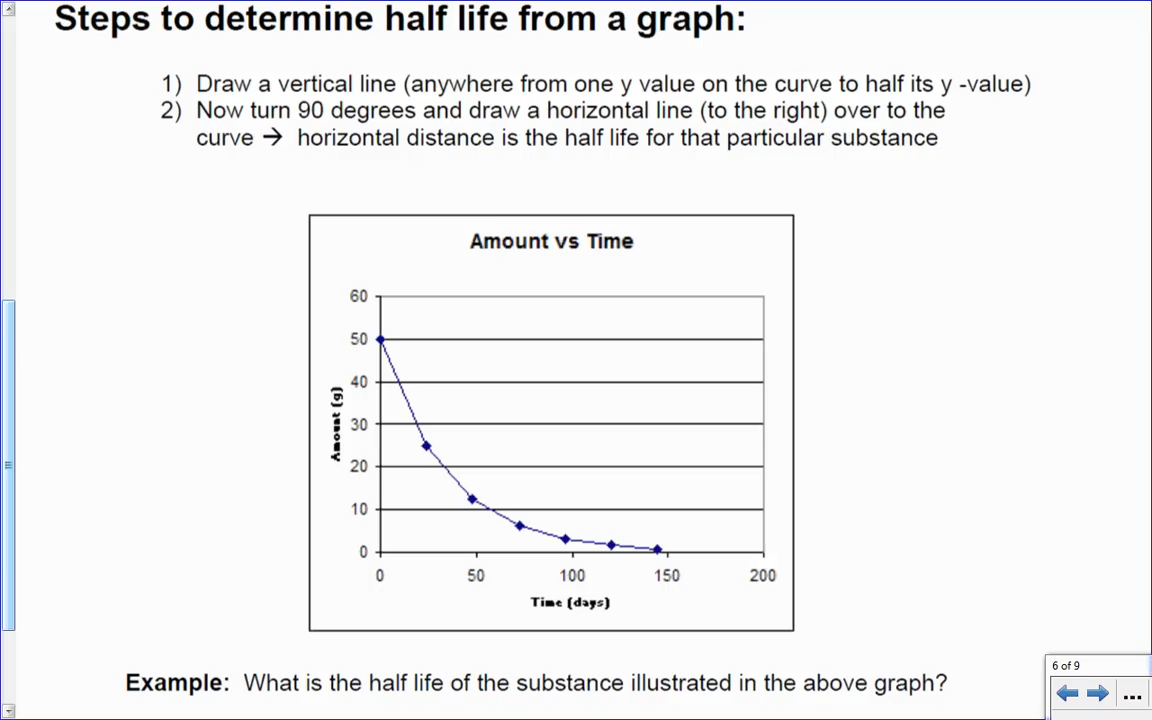 Steps to determine half life from a graph:
1) Draw a vertical line (anywhere from one y value on the curve to half its y -value)
2) Now turn 90 degrees and draw a horizontal line (to the right) over to the
curve → horizontal distance is the half life for that particular substance
Amount vs Time
60
50
40
30
20
10
0
Amount (g)
0 50 100 150 200
Time (days)
Example: What is the half life of the substance illustrated in the above graph?
6 of 9
...